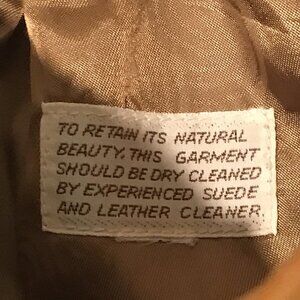 TO RETAIN ITS NATURAL
BEAUTY, THIS GARMENT
SHOULD BE DRY CLEANED
BY EXPERIENCED SUEDE
AND LEATHER CLEANER.